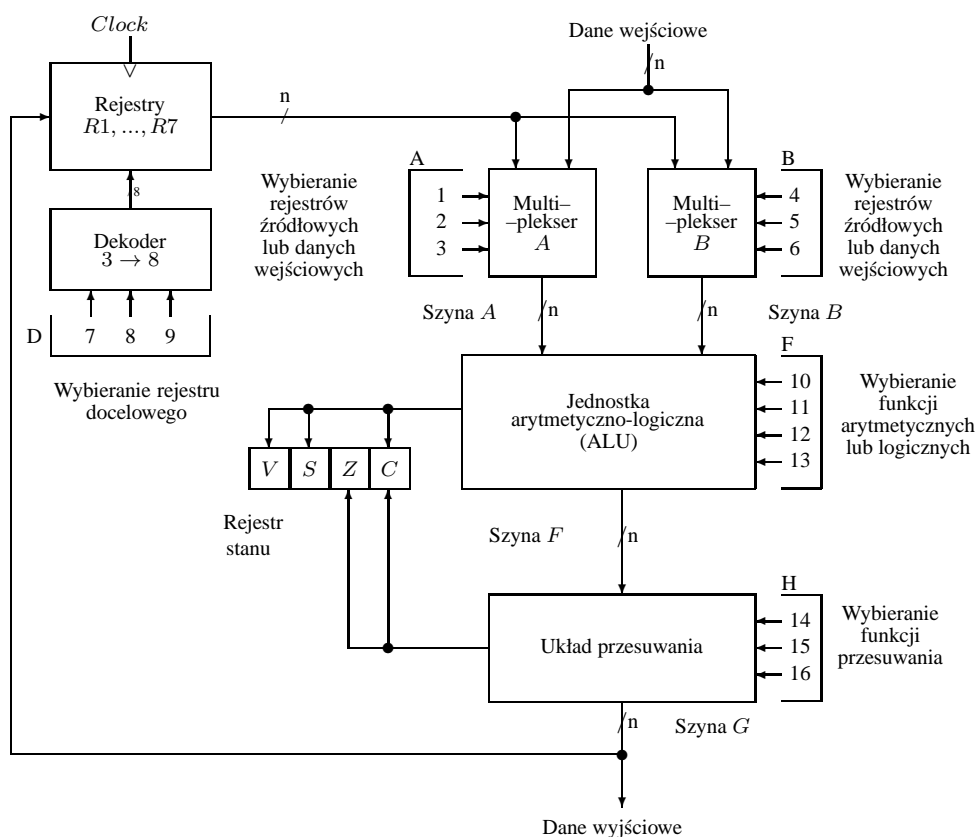 Clock
Dane wejściowe
n
Rejestry
R1, ..., R7
n
8
Dekoder
3 → 8
D
7 8 9
Wybieranie rejestru
docelowego
Wybieranie
rejestrów
źródłowych
lub danych
wejściowych
A
1
2
3
Multi–
–plekser
A
Multi–
–plekser
B
B
4
5
6
Wybieranie
rejestrów
źródłowych
lub danych
wejściowych
Szyna A
n
n
Szyna B
Jednostka
arytmetyczno-logiczna
(ALU)
F
10
11
12
13
Wybieranie
funkcji
arytmetycznych
lub logicznych
V S Z C
Rejestr
stanu
Szyna F
n
Układ przesuwania
H
14
15
16
Wybieranie
funkcji
przesuwania
n
Szyna G
Dane wyjściowe